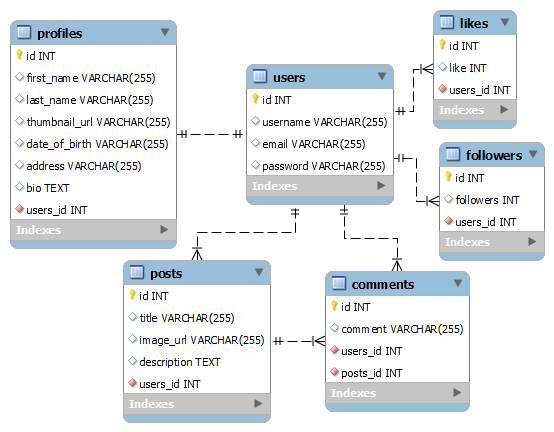 profiles
id INT
first_name VARCHAR(255)
last_name VARCHAR(255)
thumbnail_url VARCHAR(255)
date_of_birth VARCHAR(255)
address VARCHAR(255)
bio TEXT
users_id INT
Indexes
users
id INT
username VARCHAR(255)
email VARCHAR(255)
password VARCHAR(255)
Indexes
likes
id INT
like INT
users_id INT
Indexes
followers
id INT
followers INT
users_id INT
Indexes
posts
id INT
title VARCHAR(255)
image_url VARCHAR(255)
description TEXT
users_id INT
Indexes
comments
id INT
comment VARCHAR(255)
users_id INT
posts_id INT
Indexes